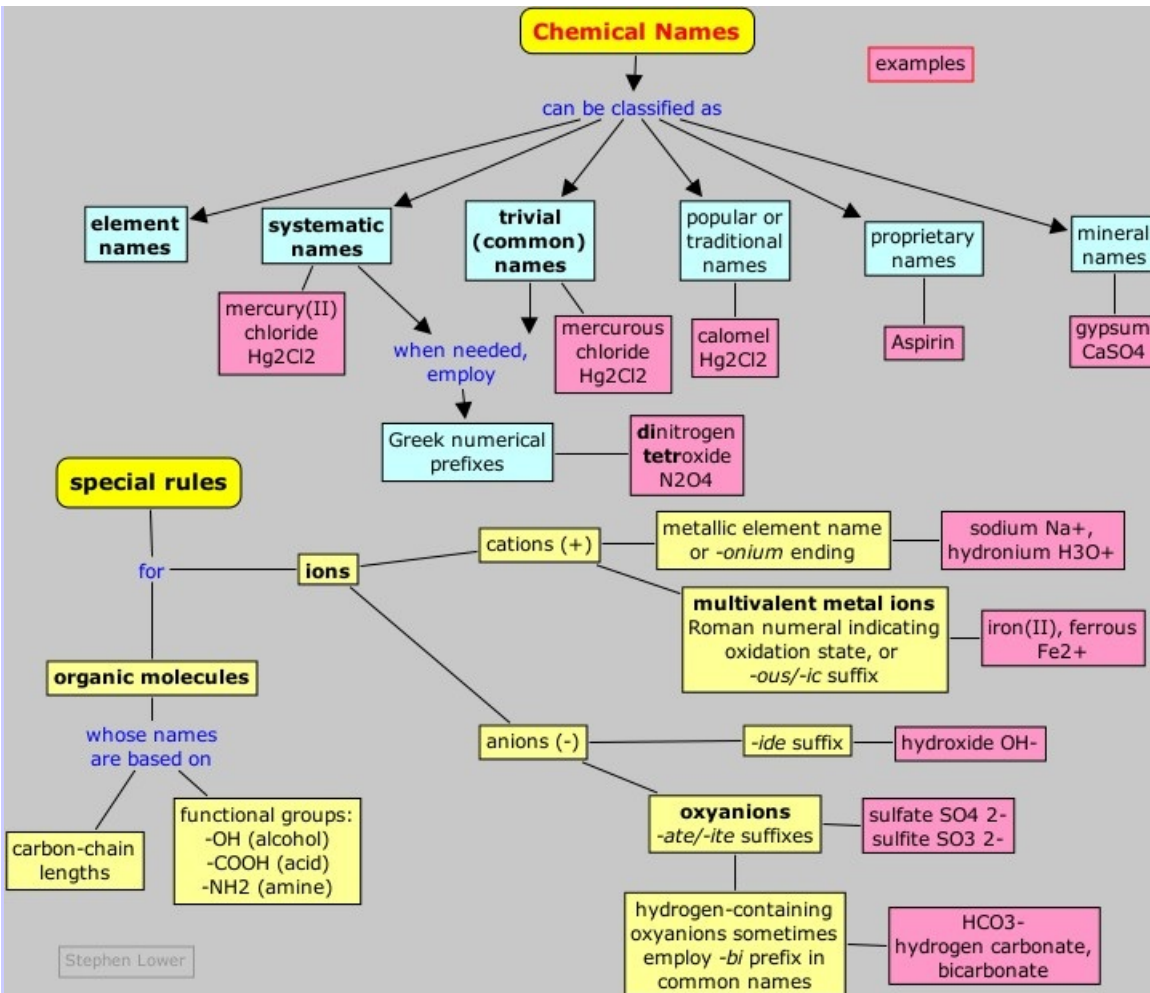 Chemical Names
examples
can be classified as
element
names
systematic
names
trivial
(common)
names
popular or
traditional
names
proprietary
names
mineral
names
mercury(II)
chloride
Hg2Cl2
when needed,
employ
mercurous
chloride
Hg2Cl2
calomel
Hg2Cl2
Aspirin
gypsum
CaSO4
Greek numerical
prefixes
dinitrogen
tetroxide
N2O4
special rules
for
ions
cations (+)
metallic element name
or -onium ending
sodium Na+,
hydronium H3O+
multivalent metal ions
Roman numeral indicating
oxidation state, or
-ous/-ic suffix
iron(II), ferrous
Fe2+
organic molecules
whose names
are based on
carbon-chain
lengths
functional groups:
-OH (alcohol)
-COOH (acid)
-NH2 (amine)
anions (-)
-ide suffix
hydroxide OH-
oxyanions
-ate/-ite suffixes
sulfate SO4 2-
sulfite SO3 2-
hydrogen-containing
oxyanions sometimes
employ -bi prefix in
common names
HCO3-
hydrogen carbonate,
bicarbonate
Stephen Lower